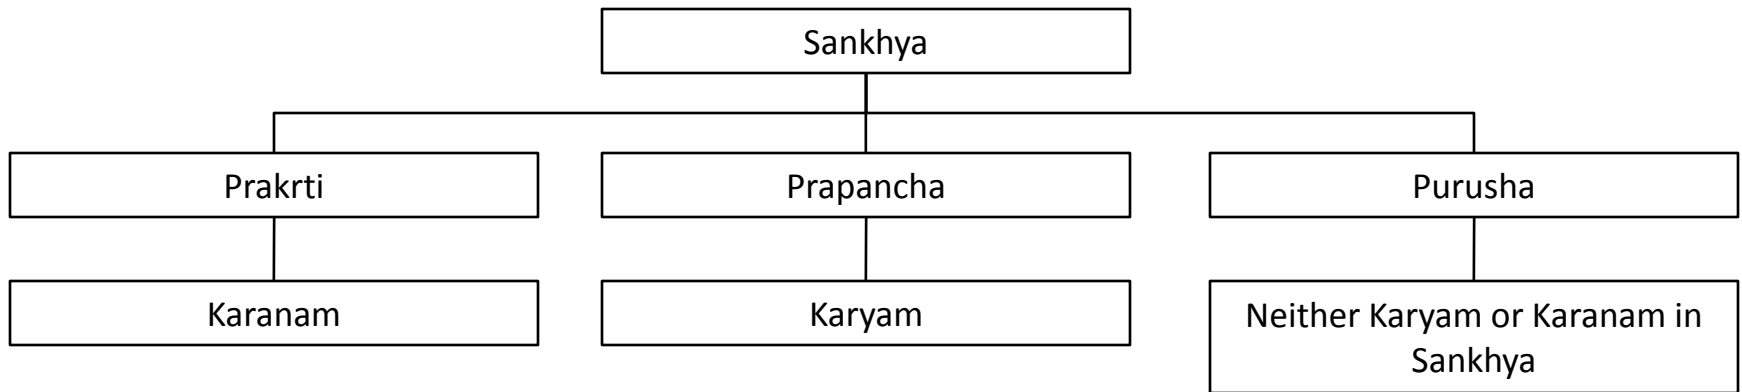 Sankhya
Prakrti
Prapancha
Purusha
Karanam
Karyam
Neither Karyam or Karanam in
Sankhya